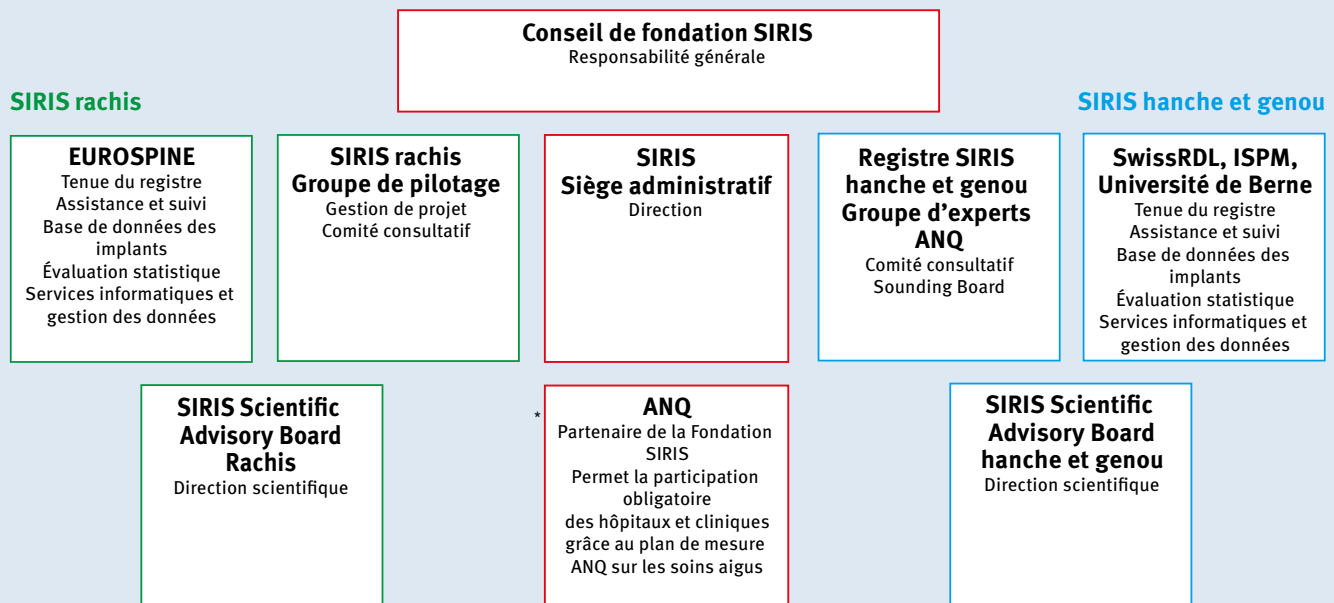 Conseil de fondation SIRIS
Responsabilité générale
SIRIS rachis
SIRIS hanche et genou
EUROSPINE
Tenue du registre
Assistance et suivi
Base de données des
implants
Évaluation statistique
Services informatiques et
gestion des données
SIRIS rachis
Groupe de pilotage
Gestion de projet
Comité consultatif
SIRIS
Siège administratif
Direction
Registre SIRIS
hanche et genou
Groupe d’experts
ANQ
Comité consultatif
Sounding Board
SwissRDL, ISPM,
Université de Berne
Tenue du registre
Assistance et suivi
Base de données des
implants
Évaluation statistique
Services informatiques et
gestion des données
SIRIS Scientific
Advisory Board
Rachis
Direction scientifique
*
ANQ
Partenaire de la Fondation
SIRIS
Permet la participation
obligatoire
des hôpitaux et cliniques
grâce au plan de mesure
ANQ sur les soins aigus
SIRIS Scientific
Advisory Board
hanche et genou
Direction scientifique